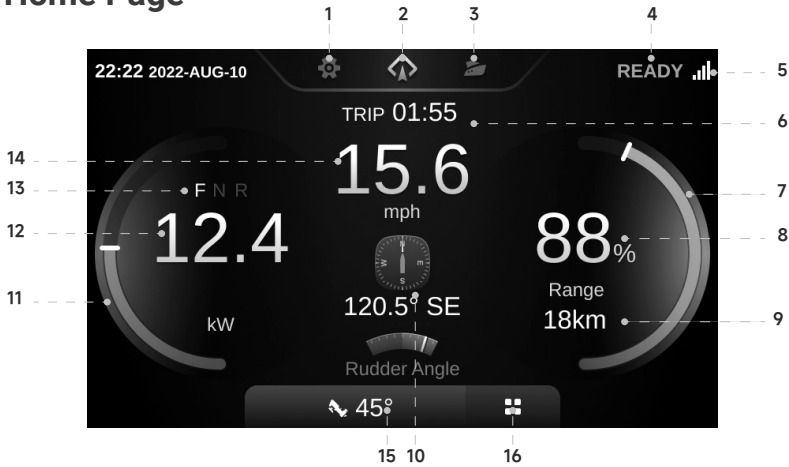 Home Page
1 2 3 4
22:22 2022-AUG-10
READY
5
TRIP 01:55
6
14
15.6
mph
13
F N R
7
12
12.4
88%
8
N
W E
S
Range
11
120.5° SE
18km
9
kW
Rudder Angle
45°
15 10 16